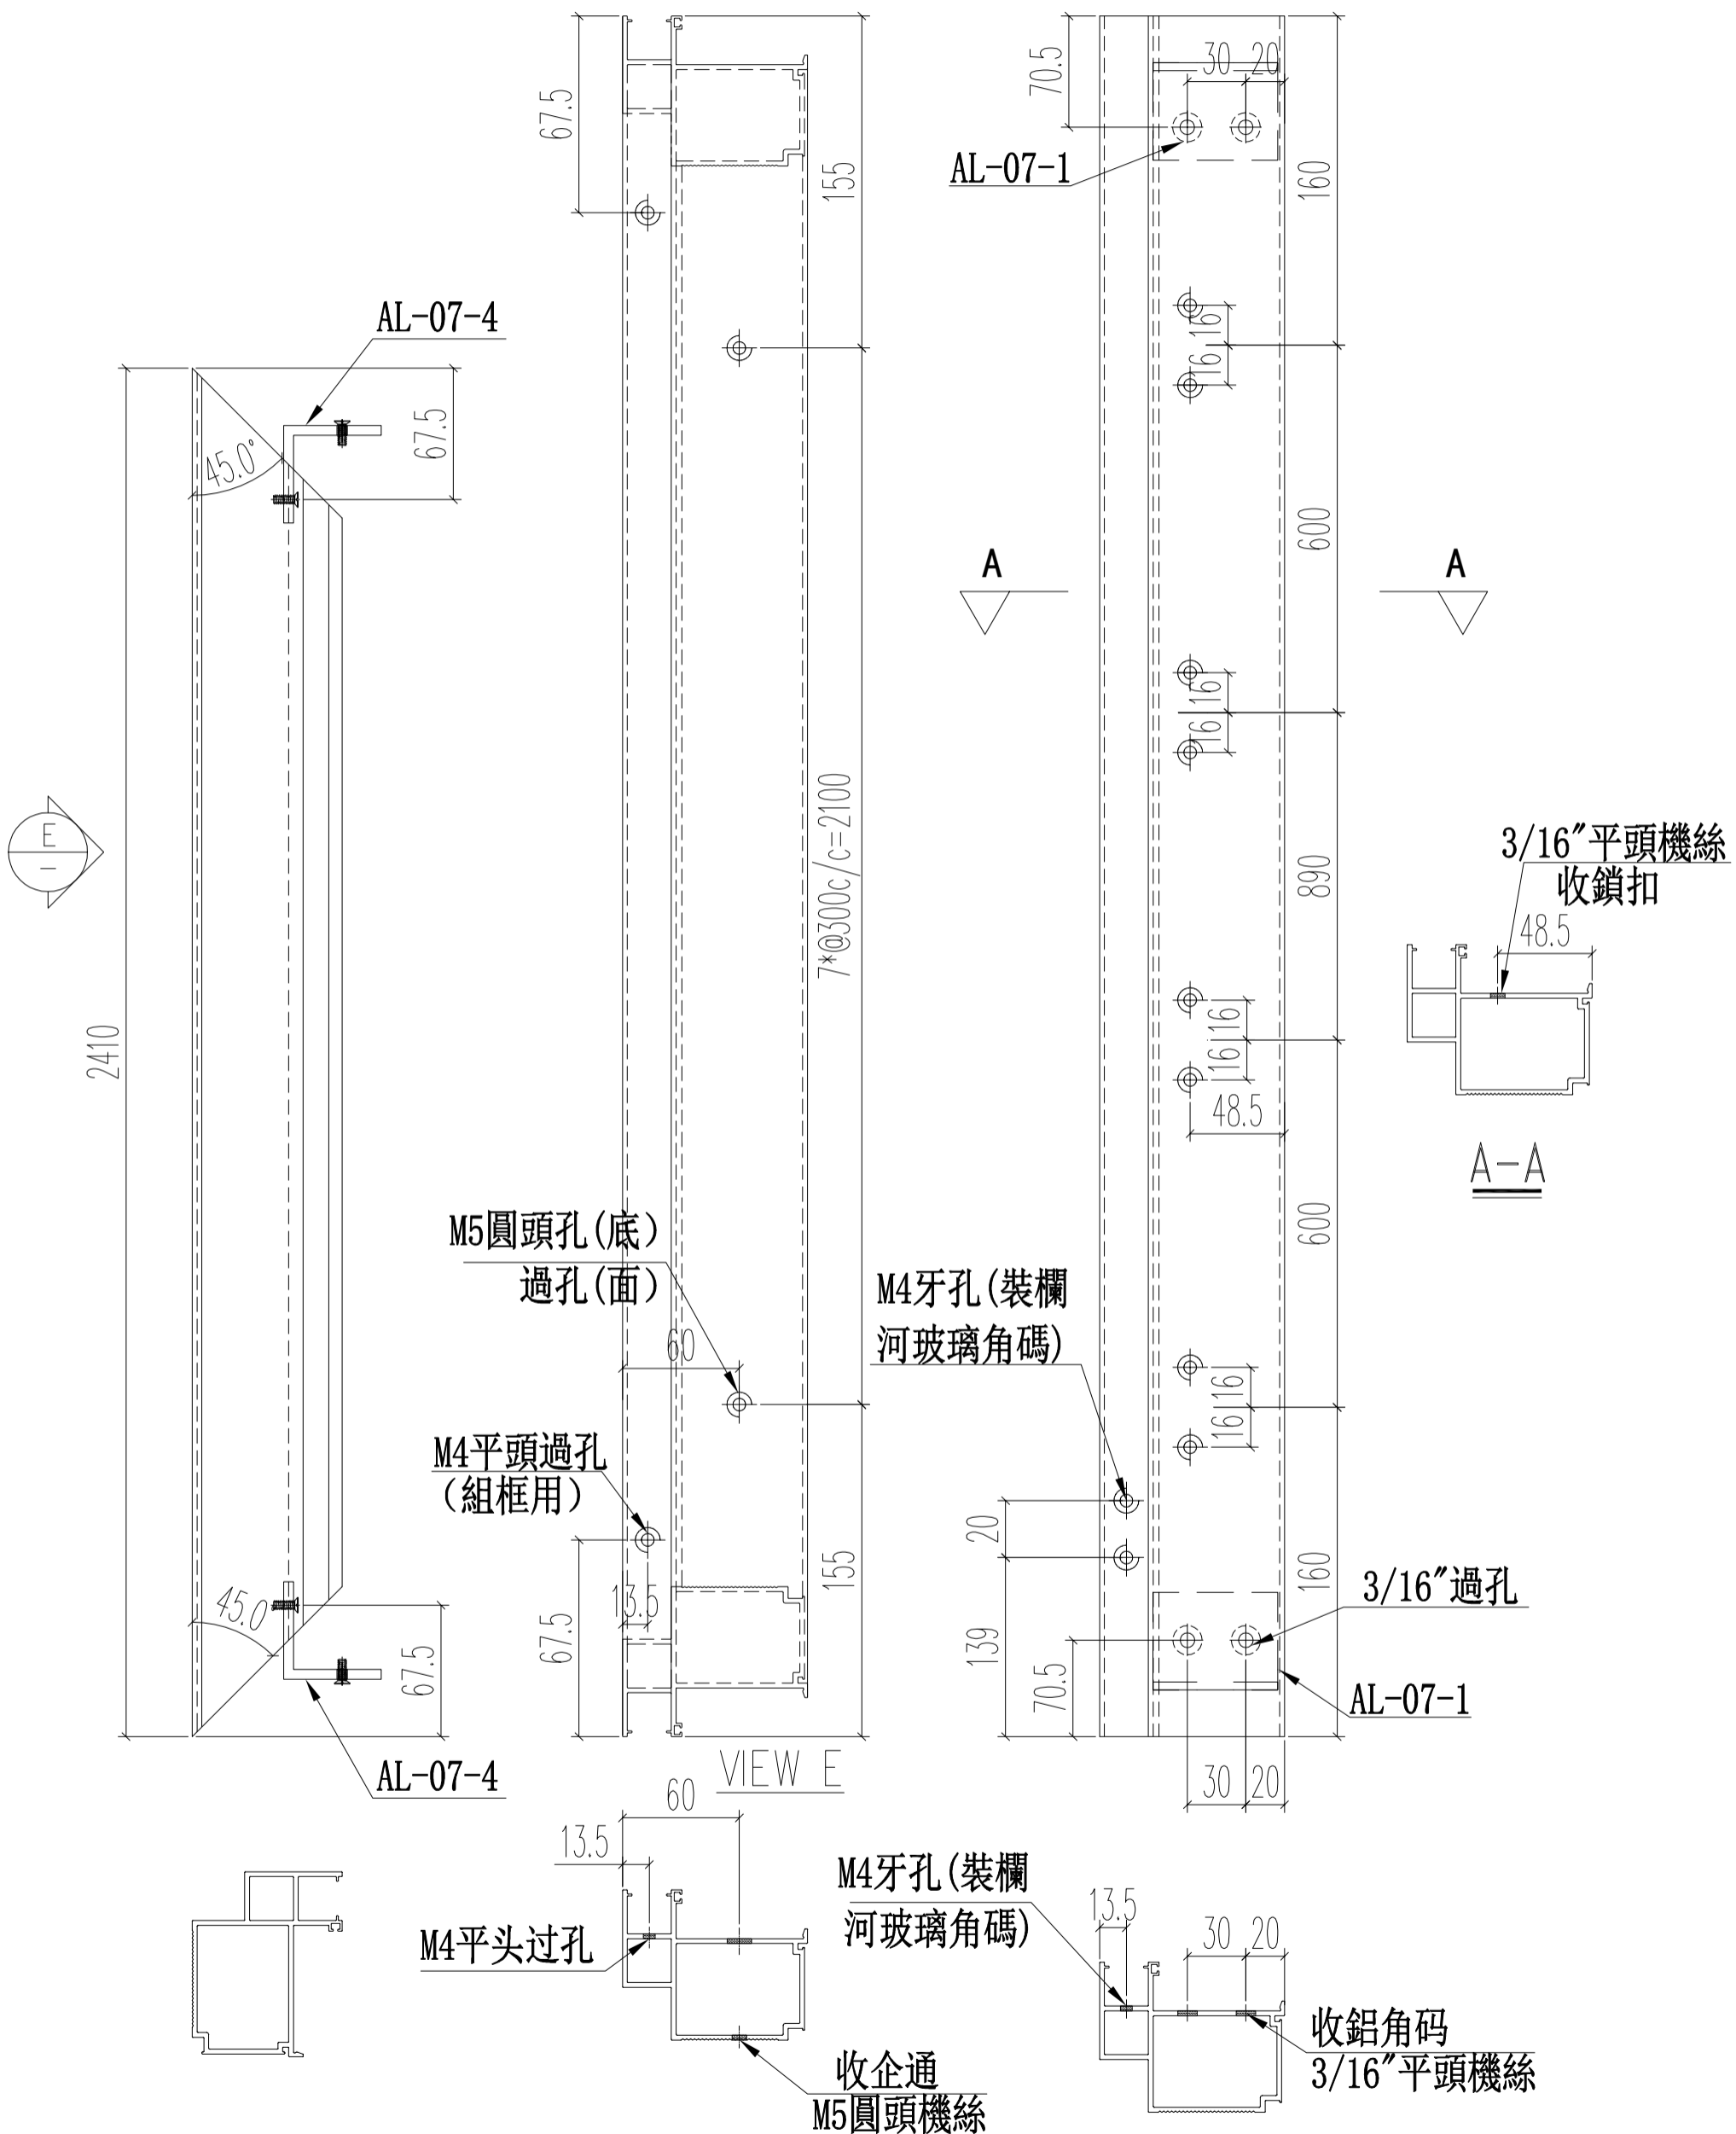 67.5
155
70.5
30
20
AL-07-1
160
AL-07-4
67.5
45.0°
16
16
600
A
A
16
16
E
-
2410
7*@300c/c=2100
890
3/16"平頭機絲
收鎖扣
48.5
16
16
48.5
A-A
600
M5圓頭孔(底)
過孔(面)
60
M4牙孔(裝欄
河玻璃角碼)
16
16
M4平頭過孔
(組框用)
20
155
160
3/16"過孔
45.0
67.5
13.5
67.5
139
70.5
AL-07-1
AL-07-4
VIEW E
30
20
60
13.5
M4平头过孔
收企通
M5圓頭機絲
M4牙孔(裝欄
河玻璃角碼)
13.5
30
20
收鋁角码
3/16"平頭機絲